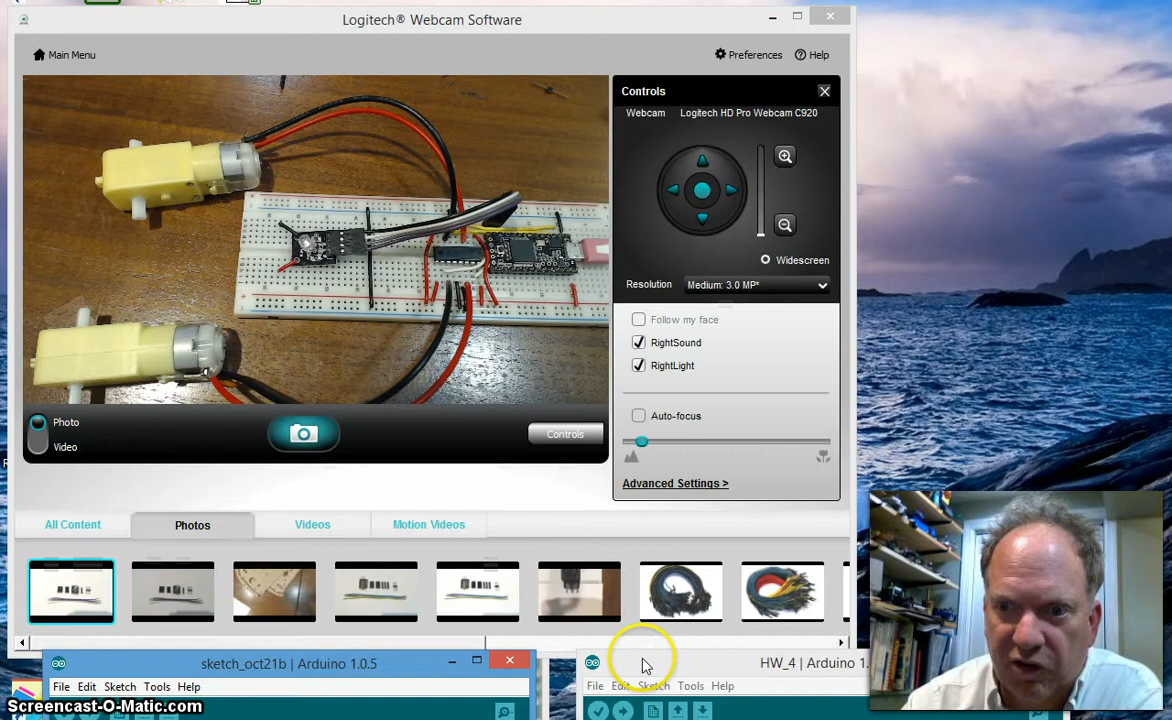 Logitech® Webcam Software
Main Menu
Preferences
Help
Controls
Webcam Logitech HD Pro Webcam C920
Widescreen
Resolution Medium: 3.0 MP*
Follow my face
RightSound
RightLight
Auto-focus
Advanced Settings >
Photo
Video
Controls
All Content
Photos
Videos
Motion Videos
sketch_oct21b | Arduino 1.0.5
File Edit Sketch Tools Help
HW_4 | Arduino 1.
File Edit Sketch Tools Help
Screencast-O-Matic.com